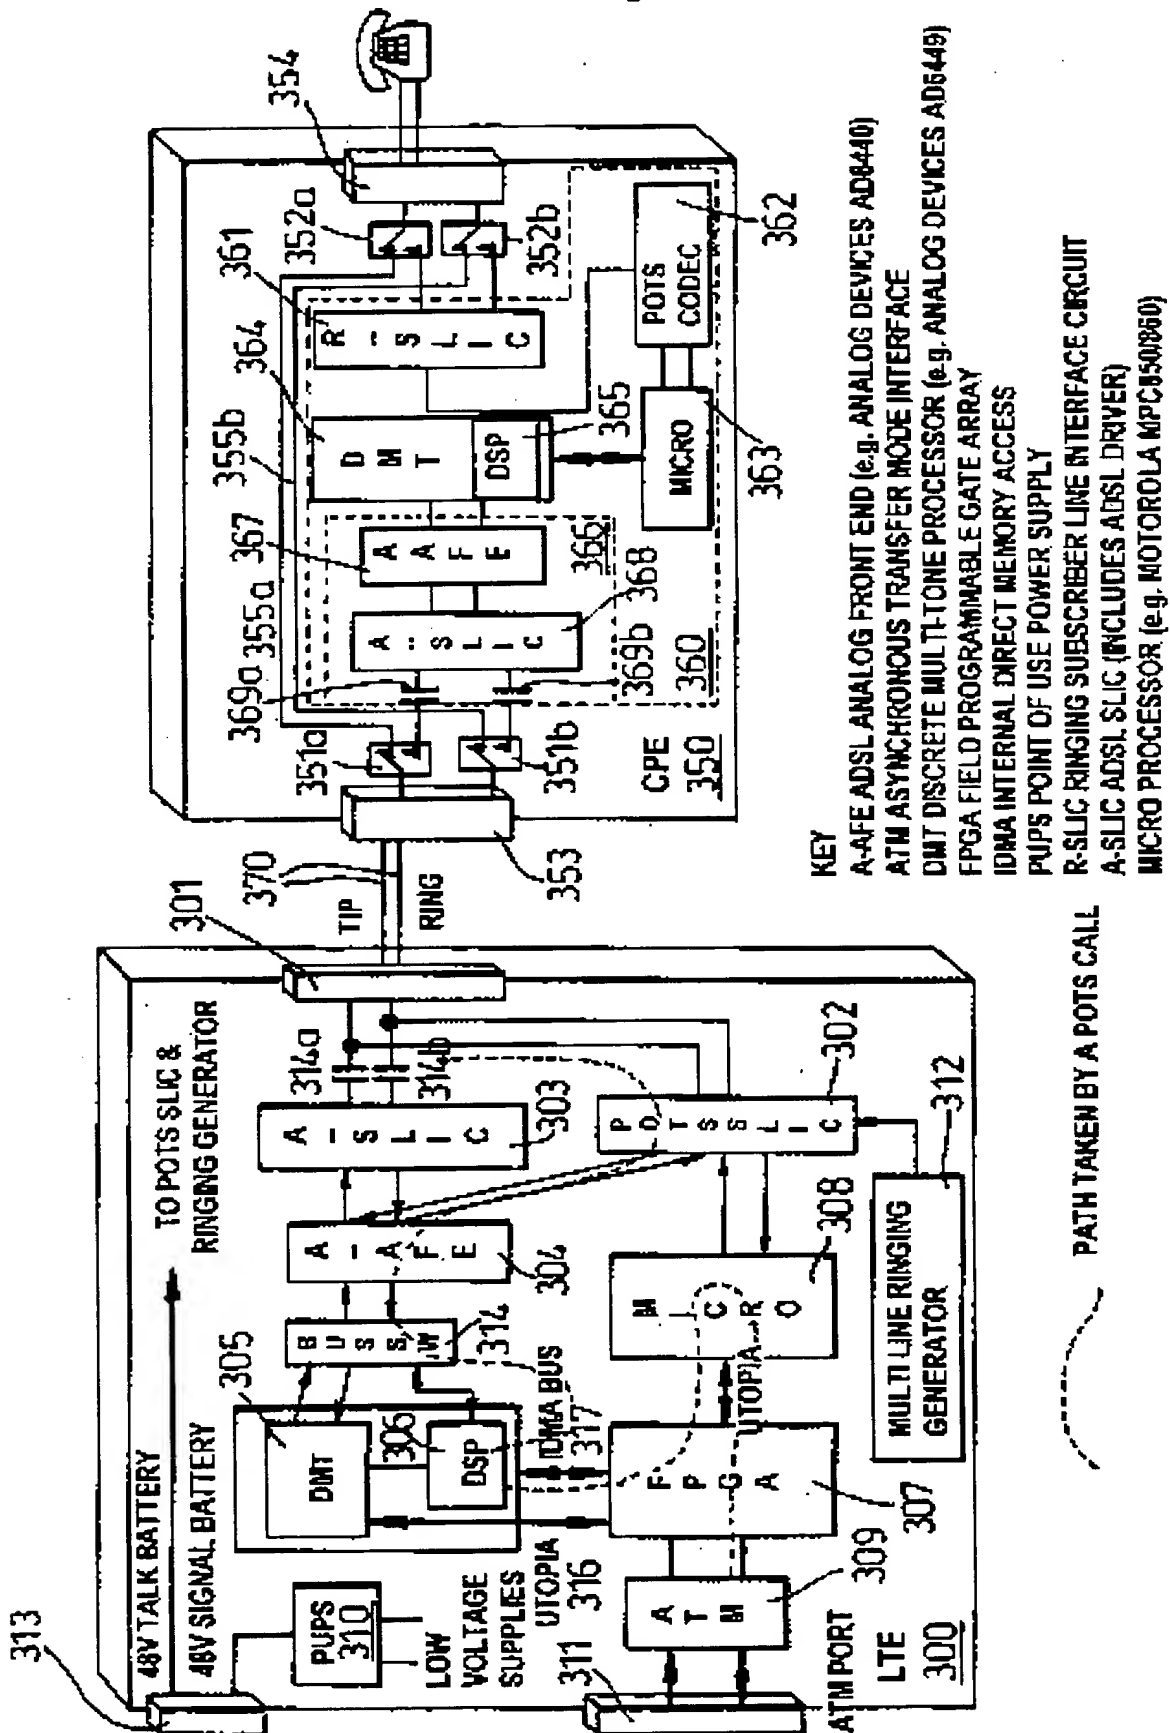 313
48V TALK BATTERY
48V SIGNAL BATTERY
TO POTS SLIC &
RINGING GENERATOR
PUPS
310
LOW
VOLTAGE
SUPPLIES
305
DMT
306
DSP
BUSSW
314
A-AFE
304
A-SLIC
303
314a
314b
301
UTOPIA
316
IDMA BUS
317
311
ATM
309
FPGA
307
UTOPIA
MICRO
308
POTS SLIC
302
MULTI LINE RINGING
GENERATOR
312
ATM PORT
LTE
300
TIP
370
RING
353
351a
351b
369a
369b
355a
355b
A-SLIC
368
AAFE
367
366
DMT
364
DSP
365
R-SLIC
361
352a
352b
354
MICRO
363
POTS
CODEC
362
360
CPE
350
PATH TAKEN BY A POTS CALL
KEY
A-AFE ADSL ANALOG FRONT END (e.g. ANALOG DEVICES AD6440)
ATM ASYNCHRONOUS TRANSFER MODE INTERFACE
DMT DISCRETE MULTI-TONE PROCESSOR (e.g. ANALOG DEVICES AD6449)
FPGA FIELD PROGRAMMABLE GATE ARRAY
IDMA INTERNAL DIRECT MEMORY ACCESS
PUPS POINT OF USE POWER SUPPLY
R-SLIC RINGING SUBSCRIBER LINE INTERFACE CIRCUIT
A-SLIC ADSL SLIC (INCLUDES ADSL DRIVER)
MICRO PROCESSOR (e.g. MOTOROLA MPC850/860)